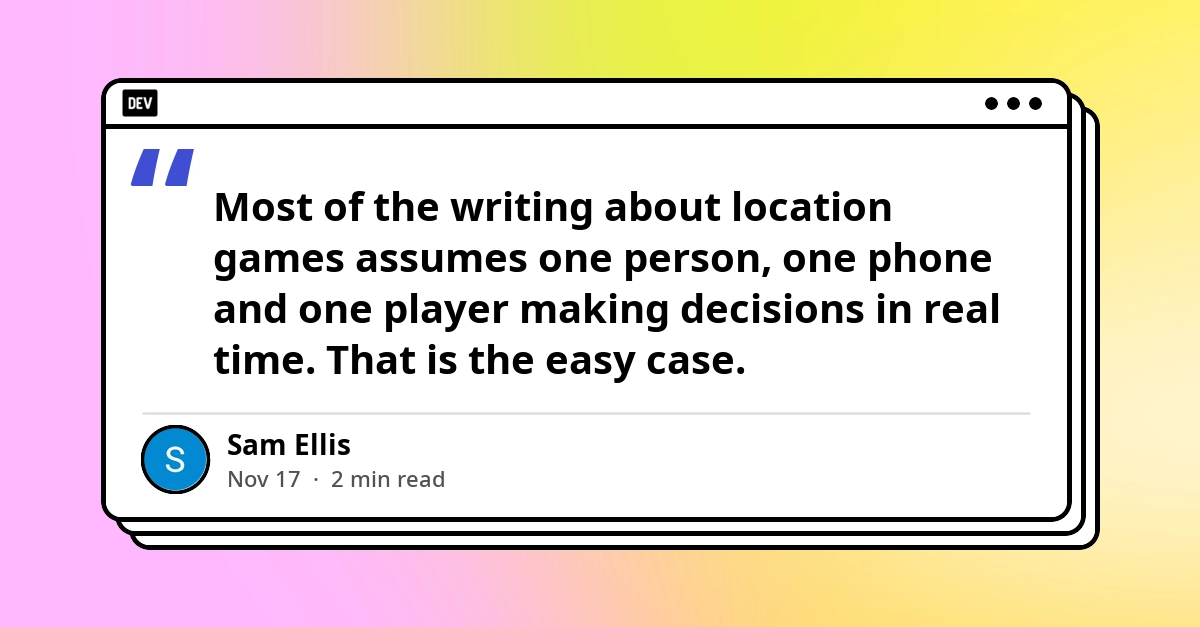 DEV
“
Most of the writing about location
games assumes one person, one phone
and one player making decisions in real
time. That is the easy case.
S
Sam Ellis
Nov 17 · 2 min read